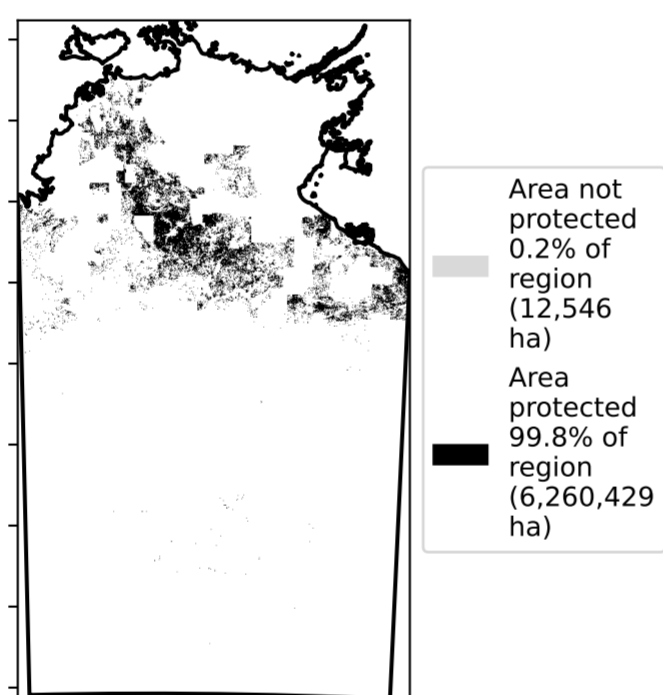 Area not
protected
0.2% of
region
(12,546
ha)
Area
protected
99.8% of
region
(6,260,429
ha)